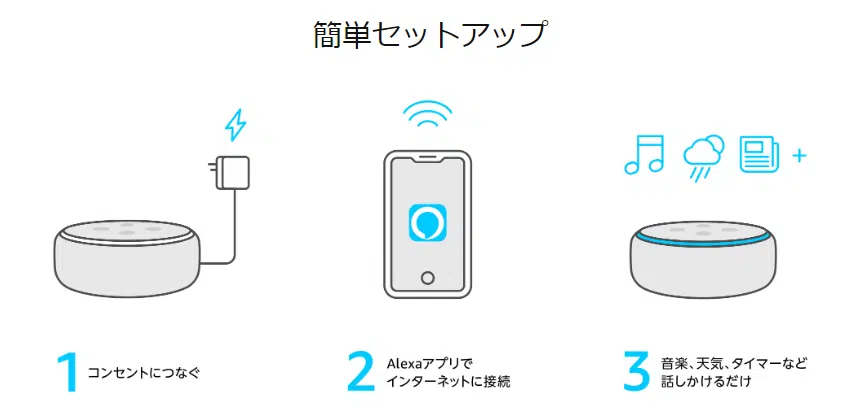 簡単セットアップ
1 コンセントにつなぐ
2 Alexaアプリで
インターネットに接続
3 音楽、天気、タイマーなど
話しかけるだけ